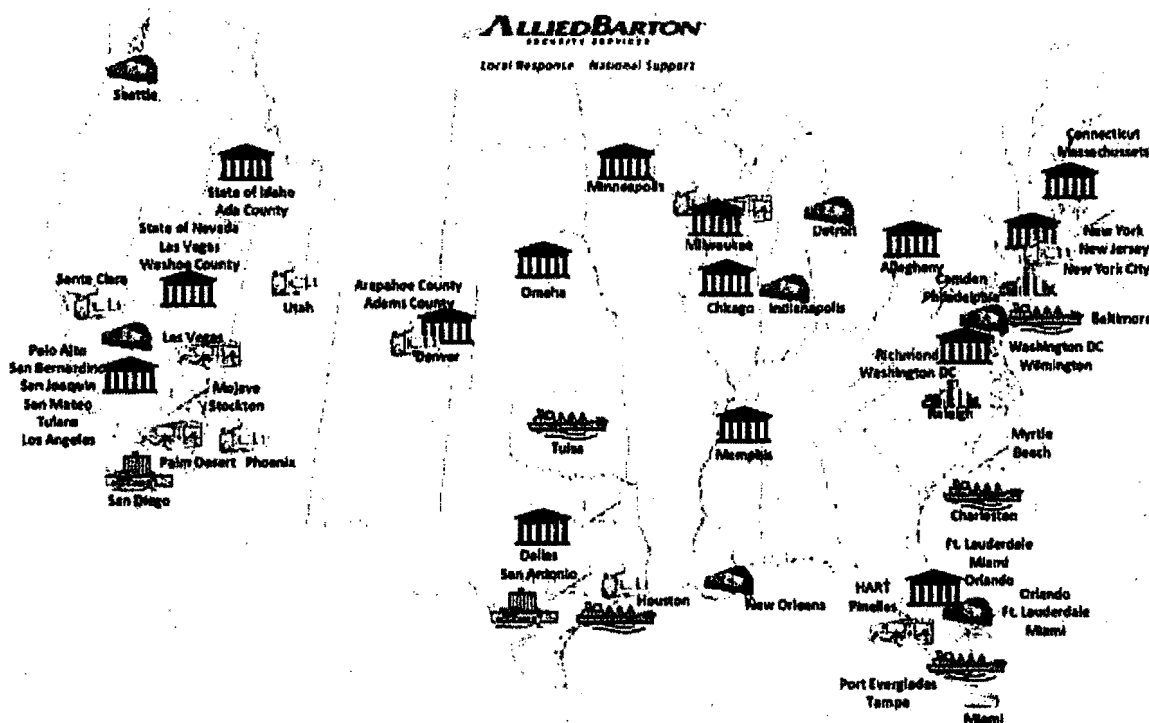 ALLIEDBARTON
SECURITY SERVICES
Local Response National Support
Seattle
Connecticut
Massachussets
State of Idaho
Ada County
Minneapolis
State of Nevada
Las Vegas
Washoe County
Milwaukee
Detroit
Allegheny
New York
New Jersey
New York City
Santa Clara
Utah
Arapahoe County
Adams County
Omaha
Chicago
Indianapolis
Camden
Philadelphia
Baltimore
Las Vegas
Denver
Palo Alto
San Bernardino
San Joaquin
San Mateo
Tulare
Los Angeles
Richmond
Washington DC
Washington DC
Wilmington
Mojave
Stockton
Raleigh
Tulsa
Memphis
Myrtle
Beach
Palm Desert
Phoenix
San Diego
Charleston
Dallas
San Antonio
Ft. Lauderdale
Miami
Orlando
Houston
New Orleans
HART
Pinellas
Orlando
Ft. Lauderdale
Miami
Port Everglades
Tampa
Miami